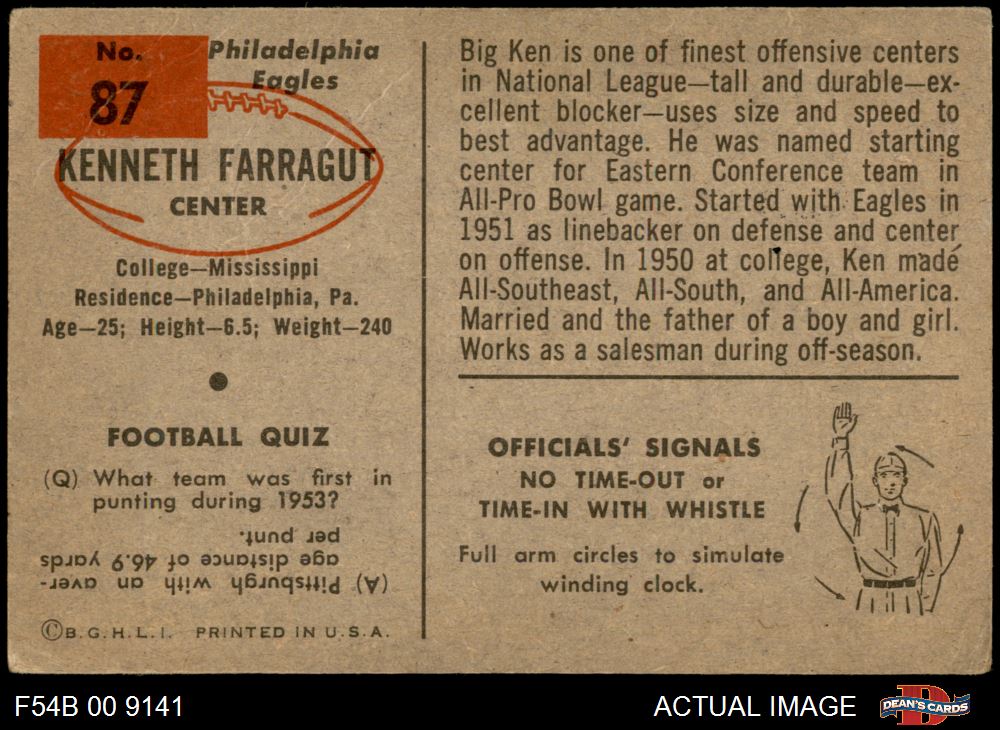 No.
87
Philadelphia
Eagles
KENNETH FARRAGUT
CENTER
College—Mississippi
Residence—Philadelphia, Pa.
Age—25; Height—6.5; Weight—240
FOOTBALL QUIZ
(Q) What team was first in
punting during 1953?
(A) Pittsburgh with an aver-
age distance of 46.9 yards
per punt.
©B.G.H.L.I. PRINTED IN U.S.A.
Big Ken is one of finest offensive centers
in National League—tall and durable—ex-
cellent blocker—uses size and speed to
best advantage. He was named starting
center for Eastern Conference team in
All-Pro Bowl game. Started with Eagles in
1951 as linebacker on defense and center
on offense. In 1950 at college, Ken made
All-Southeast, All-South, and All-America.
Married and the father of a boy and girl.
Works as a salesman during off-season.
OFFICIALS' SIGNALS
NO TIME-OUT or
TIME-IN WITH WHISTLE
Full arm circles to simulate
winding clock.
F54B 00 9141
ACTUAL IMAGE
D
DEAN'S CARDS